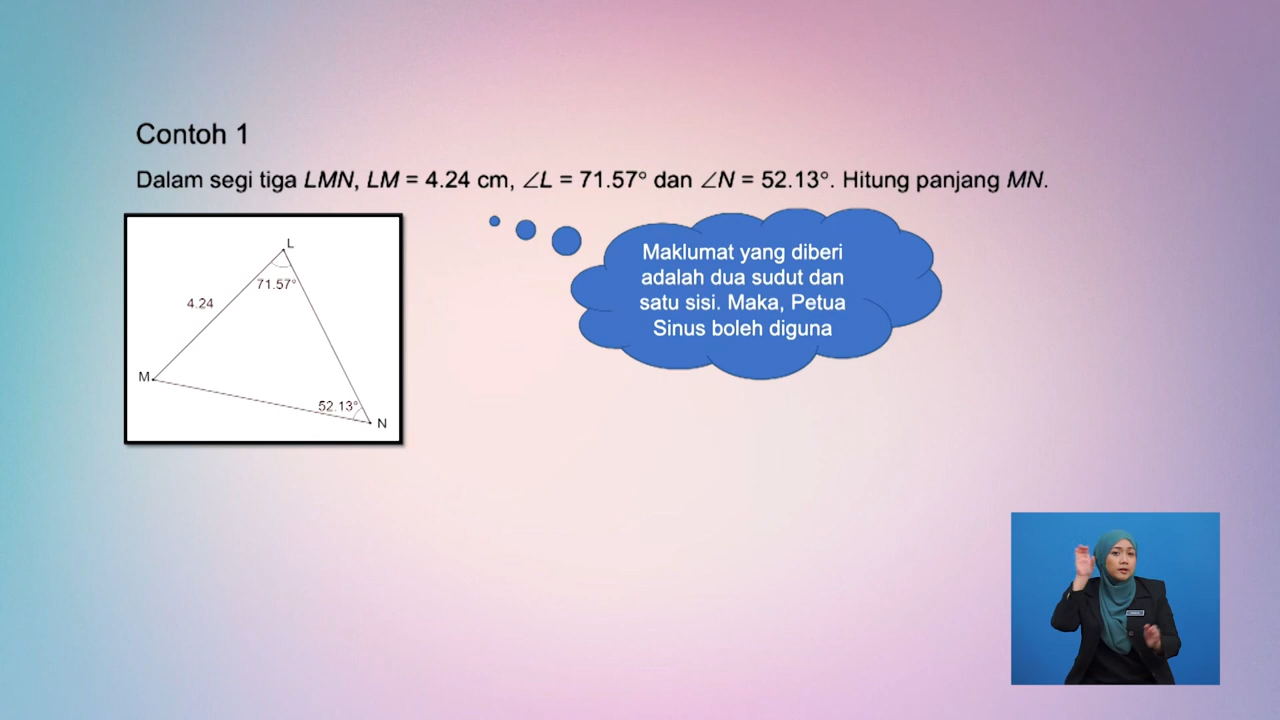 Contoh 1
Dalam segi tiga LMN, LM = 4.24 cm, ∠L = 71.57° dan ∠N = 52.13°. Hitung panjang MN.
L
71.57°
4.24
M
52.13°
N
Maklumat yang diberi
adalah dua sudut dan
satu sisi. Maka, Petua
Sinus boleh diguna